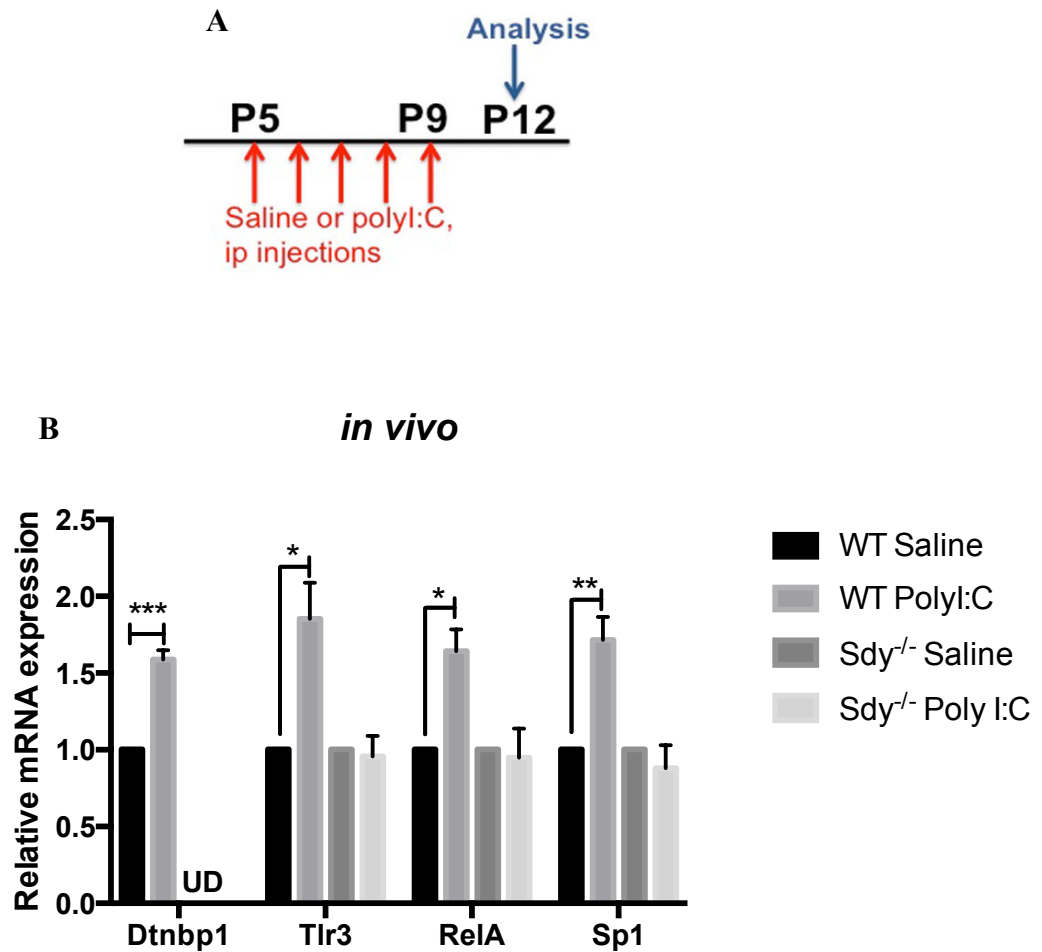 A
Analysis
P5 P9 P12
Saline or polyI:C,
ip injections
B
in vivo
Relative mRNA expression
2.5
2.0
1.5
1.0
0.5
0.0
***
*
*
**
UD
Dtnbp1 Tlr3 RelA Sp1
WT Saline
WT PolyI:C
Sdy-/- Saline
Sdy-/- Poly I:C